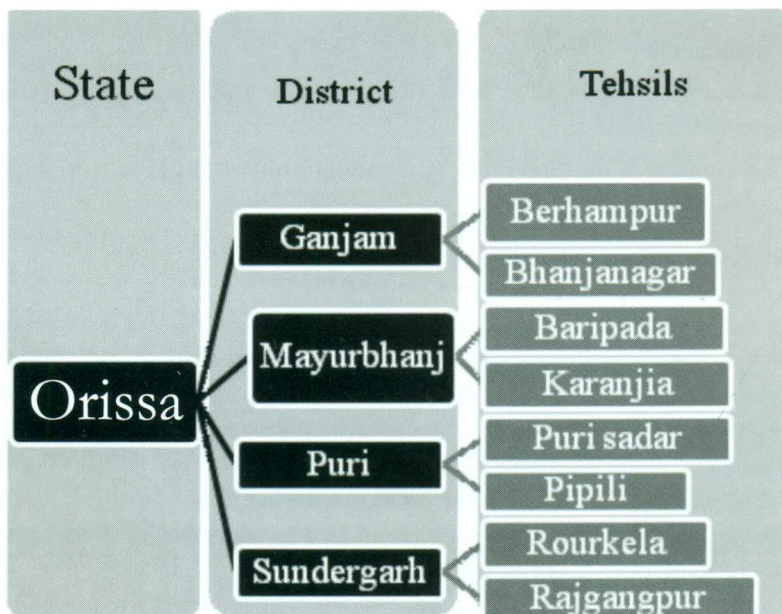 State
District
Tehsils
Orissa
Ganjam
Mayurbhanj
Puri
Sundergarh
Berhampur
Bhanjanagar
Baripada
Karanjia
Puri sadar
Pipili
Rourkela
Rajgangpur